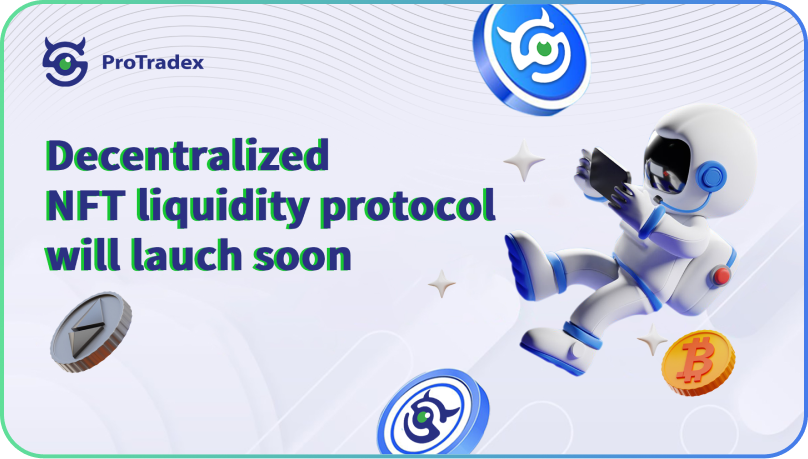 ProTradex
Decentralized
NFT liquidity protocol
will lauch soon